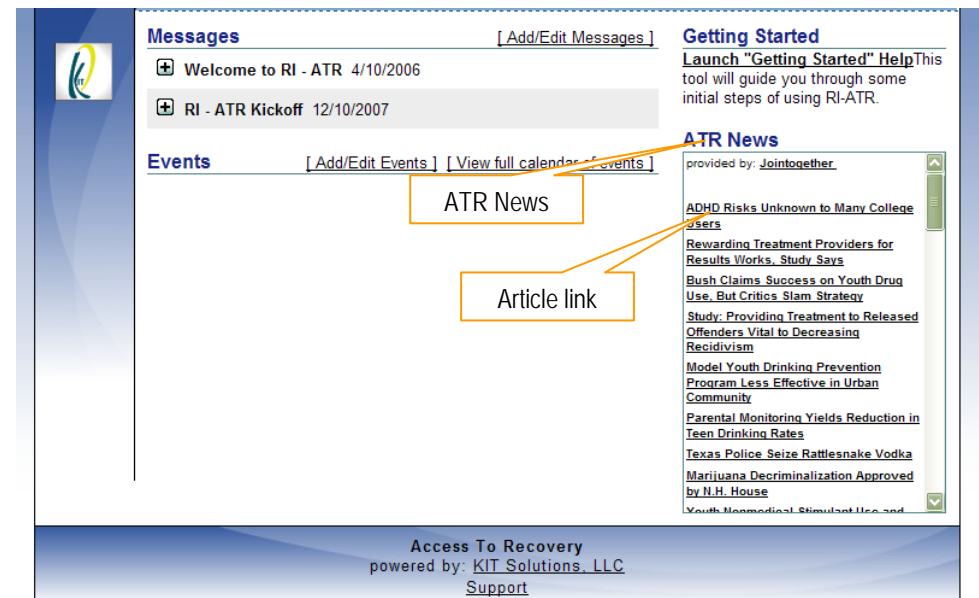 Messages [ Add/Edit Messages ]
Welcome to RI - ATR 4/10/2006
RI - ATR Kickoff 12/10/2007
Events [ Add/Edit Events ] [ View full calendar of events ]
ATR News
Article link
Getting Started
Launch "Getting Started" HelpThis
tool will guide you through some
initial steps of using RI-ATR.
ATR News
provided by: Jointogether
ADHD Risks Unknown to Many College
Users
Rewarding Treatment Providers for
Results Works, Study Says
Bush Claims Success on Youth Drug
Use, But Critics Slam Strategy
Study: Providing Treatment to Released
Offenders Vital to Decreasing
Recidivism
Model Youth Drinking Prevention
Program Less Effective in Urban
Community
Parental Monitoring Yields Reduction in
Teen Drinking Rates
Texas Police Seize Rattlesnake Vodka
Marijuana Decriminalization Approved
by N.H. House
Youth Nonmedical Stimulant Use and
Access To Recovery
powered by: KIT Solutions, LLC
Support